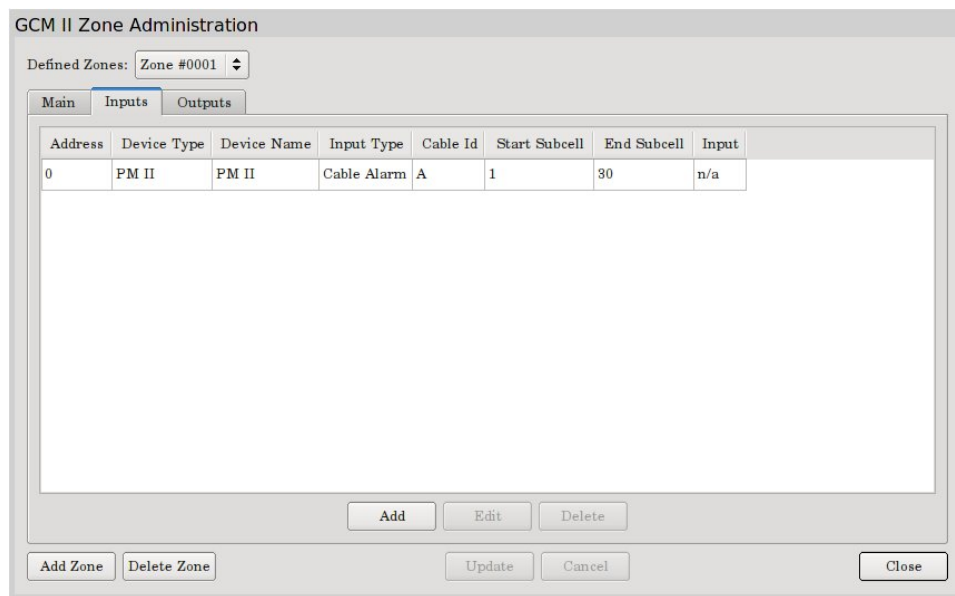 GCM II Zone Administration
Defined Zones: Zone #0001
Main Inputs Outputs
Address Device Type Device Name Input Type Cable Id Start Subcell End Subcell Input
0 PM II PM II Cable Alarm A 1 30 n/a
Add Edit Delete
Add Zone Delete Zone Update Cancel Close